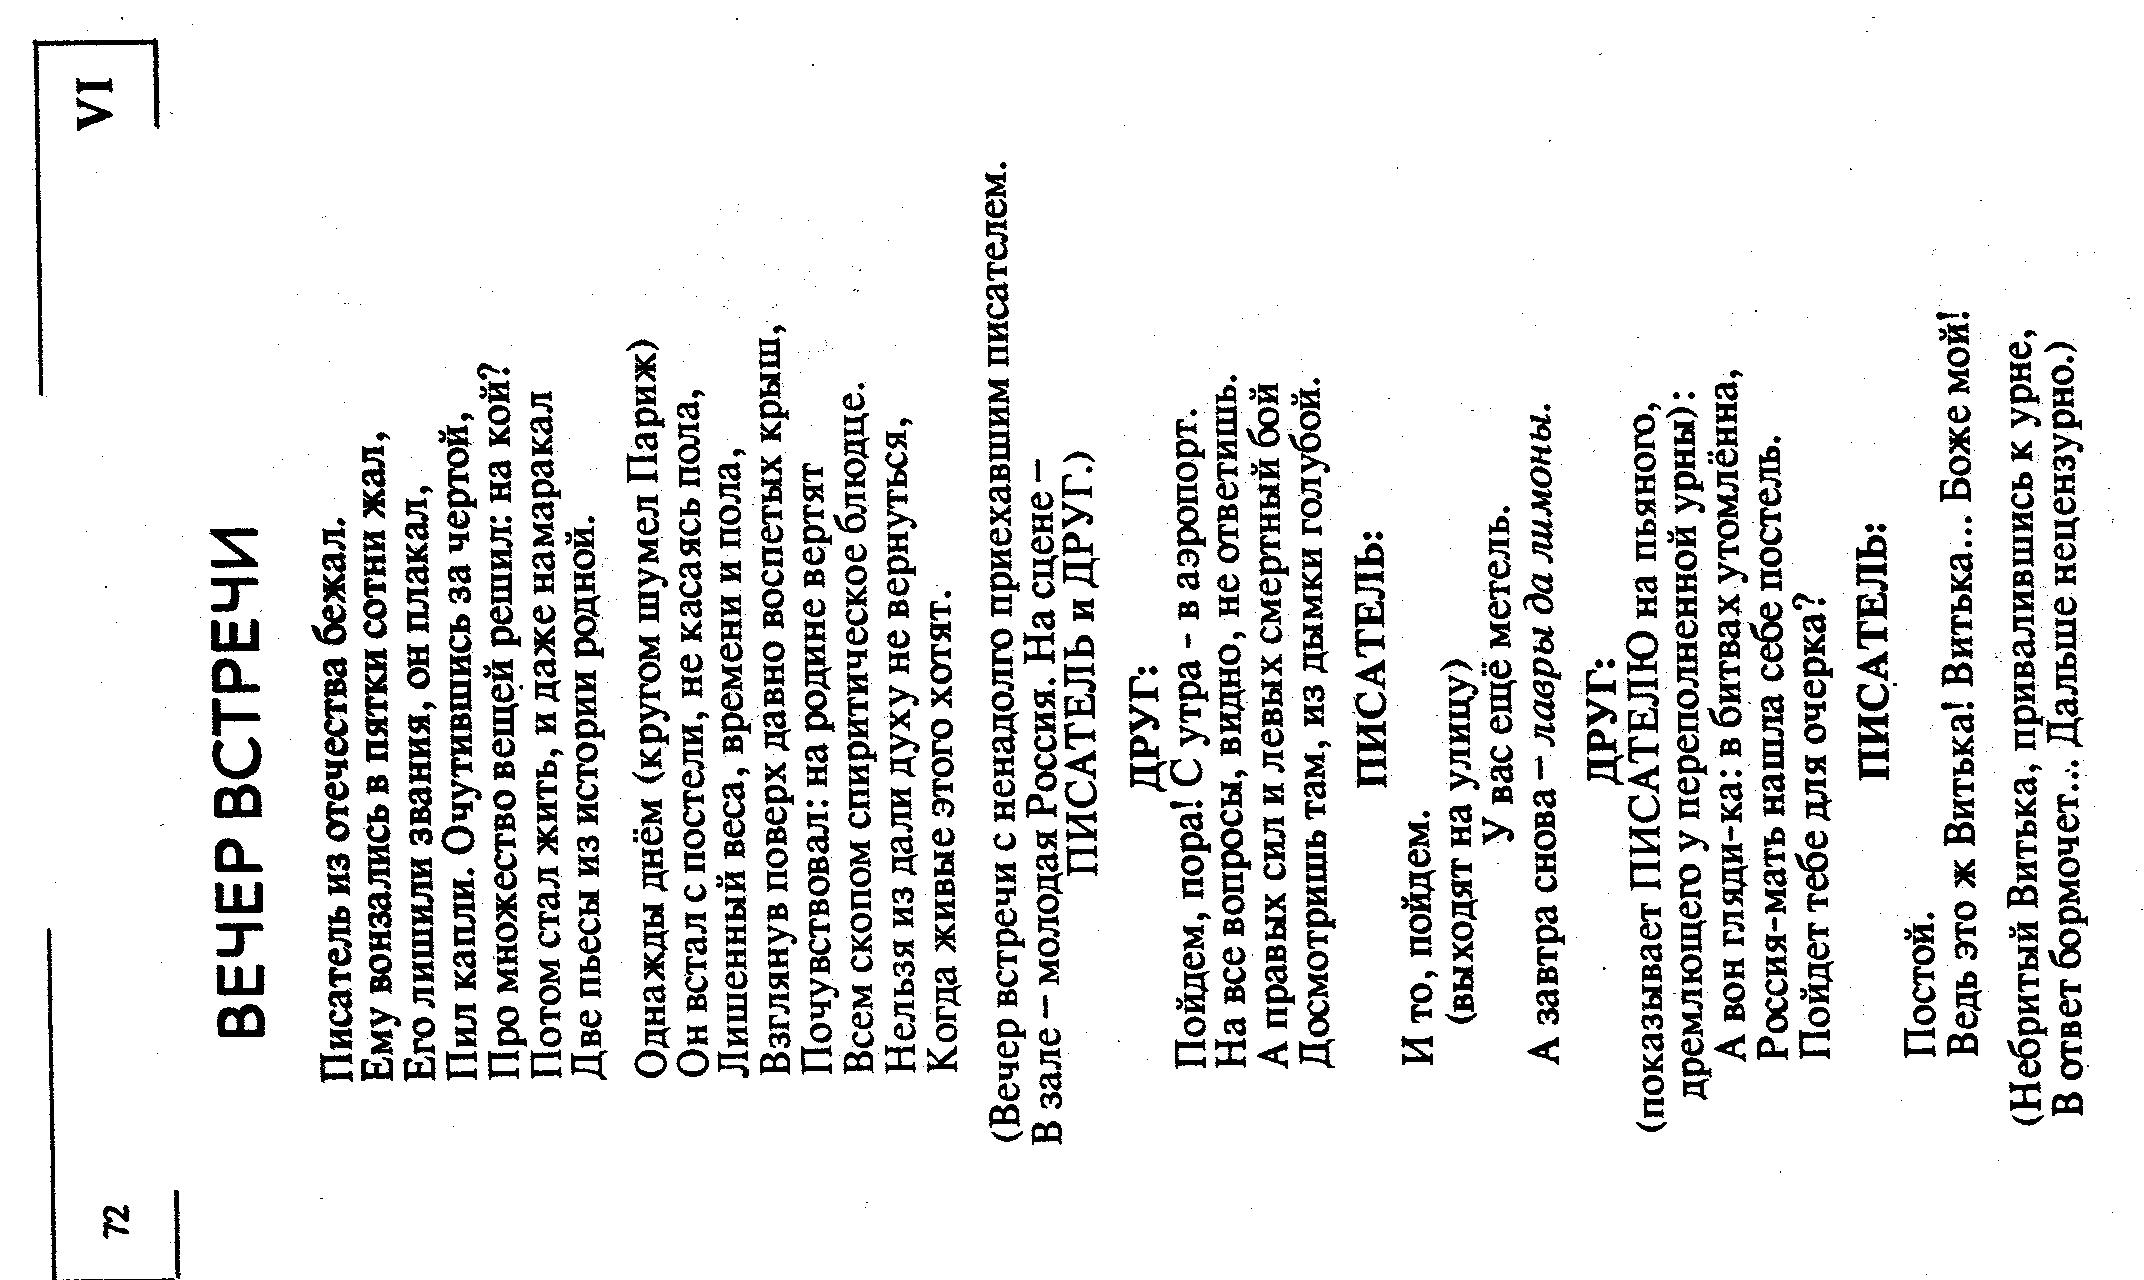 72
VI
ВЕЧЕР ВСТРЕЧИ
Писатель из отечества бежал.
Ему вонзались в пятки сотни жал,
Его лишили звания, он плакал,
Пил капли. Очутившись за чертой,
Про множество вещей решил: на кой?
Потом стал жить, и даже намаракал
Две пьесы из истории родной.
Однажды днём (кругом шумел Париж)
Он встал с постели, не касаясь пола,
Лишенный веса, времени и пола,
Взглянув поверх давно воспетых крыш,
Почувствовал: на родине вертят
Всем скопом спиритическое блюдце.
Нельзя из дали духу не вернуться,
Когда живые этого хотят.
(Вечер встречи с ненадолго приехавшим писателем.
В зале – молодая Россия. На сцене –
ПИСАТЕЛЬ и ДРУГ.)
ДРУГ:
Пойдем, пора! С утра - в аэропорт.
На все вопросы, видно, не ответишь.
А правых сил и левых смертный бой
Досмотришь там, из дымки голубой.
ПИСАТЕЛЬ:
И то, пойдем.
(выходят на улицу)
У вас ещё метель.
А завтра снова – лавры да лимоны.
ДРУГ:
(показывает ПИСАТЕЛЮ на пьяного,
дремлющего у переполненной урны):
А вон гляди-ка: в битвах утомлённа,
Россия-мать нашла себе постель.
Пойдет тебе для очерка?
ПИСАТЕЛЬ:
Постой.
Ведь это ж Витька! Витька... Боже мой!
(Небритый Витька, привалившись к урне,
В ответ бормочет... Дальше нецензурно.)